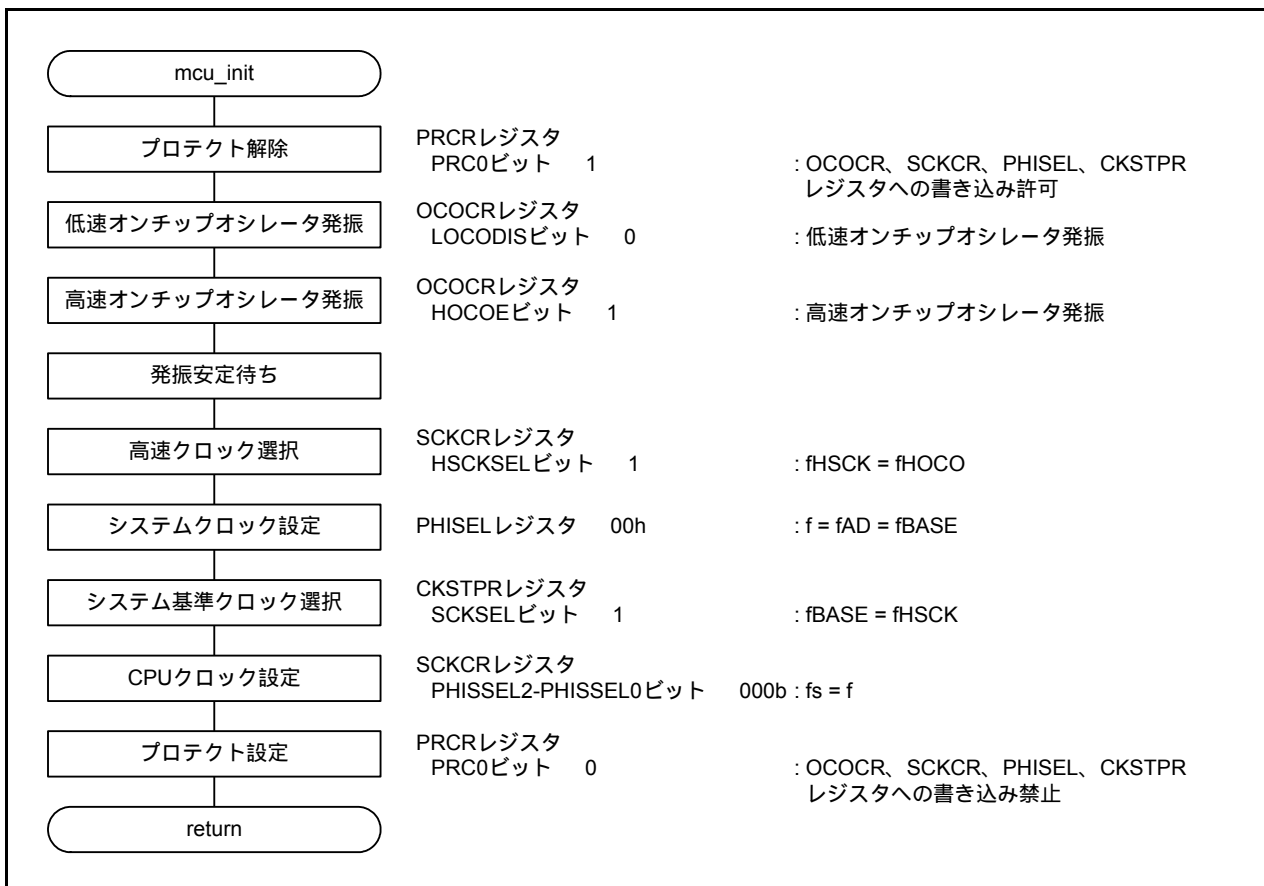 mcu_init
プロテクト解除
PRCRレジスタ
PRC0ビット 1 : OCOCR、SCKCR、PHISEL、CKSTPR
レジスタへの書き込み許可
低速オンチップオシレータ発振
OCOCRレジスタ
LOCODISビット 0 : 低速オンチップオシレータ発振
高速オンチップオシレータ発振
OCOCRレジスタ
HOCOEビット 1 : 高速オンチップオシレータ発振
発振安定待ち
高速クロック選択
SCKCRレジスタ
HSCKSELビット 1 : fHSCK = fHOCO
システムクロック設定
PHISELレジスタ 00h : f = fAD = fBASE
システム基準クロック選択
CKSTPRレジスタ
SCKSELビット 1 : fBASE = fHSCK
CPUクロック設定
SCKCRレジスタ
PHISSEL2-PHISSEL0ビット 000b : fs = f
プロテクト設定
PRCRレジスタ
PRC0ビット 0 : OCOCR、SCKCR、PHISEL、CKSTPR
レジスタへの書き込み禁止
return